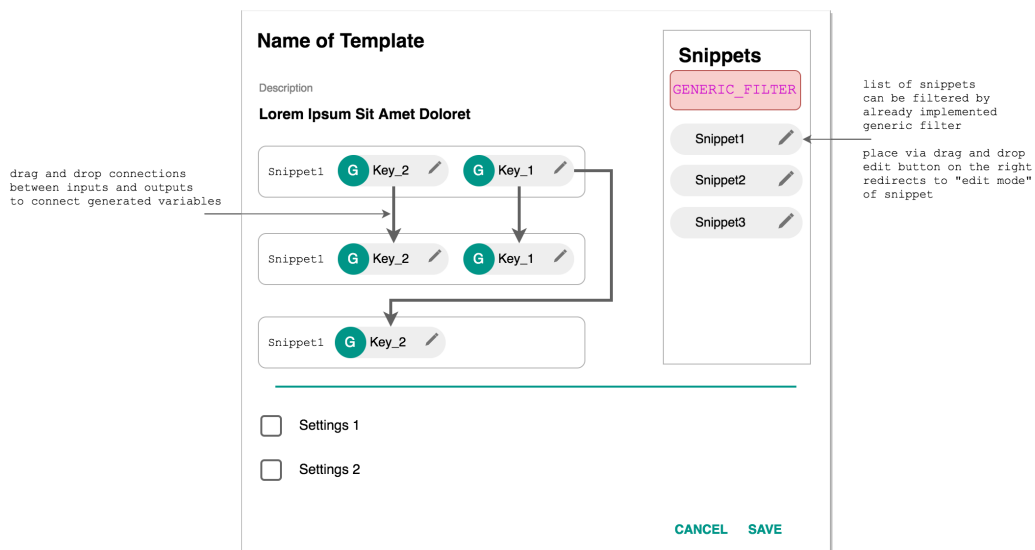 Name of Template
Description
Lorem Ipsum Sit Amet Doloret
Snippet1 G Key_2 G Key_1
drag and drop connections
between inputs and outputs
to connect generated variables
Snippet1 G Key_2 G Key_1
Snippet1 G Key_2
Snippets
GENERIC_FILTER
Snippet1
Snippet2
Snippet3
list of snippets
can be filtered by
already implemented
generic filter
place via drag and drop
edit button on the right
redirects to "edit mode"
of snippet
Settings 1
Settings 2
CANCEL SAVE